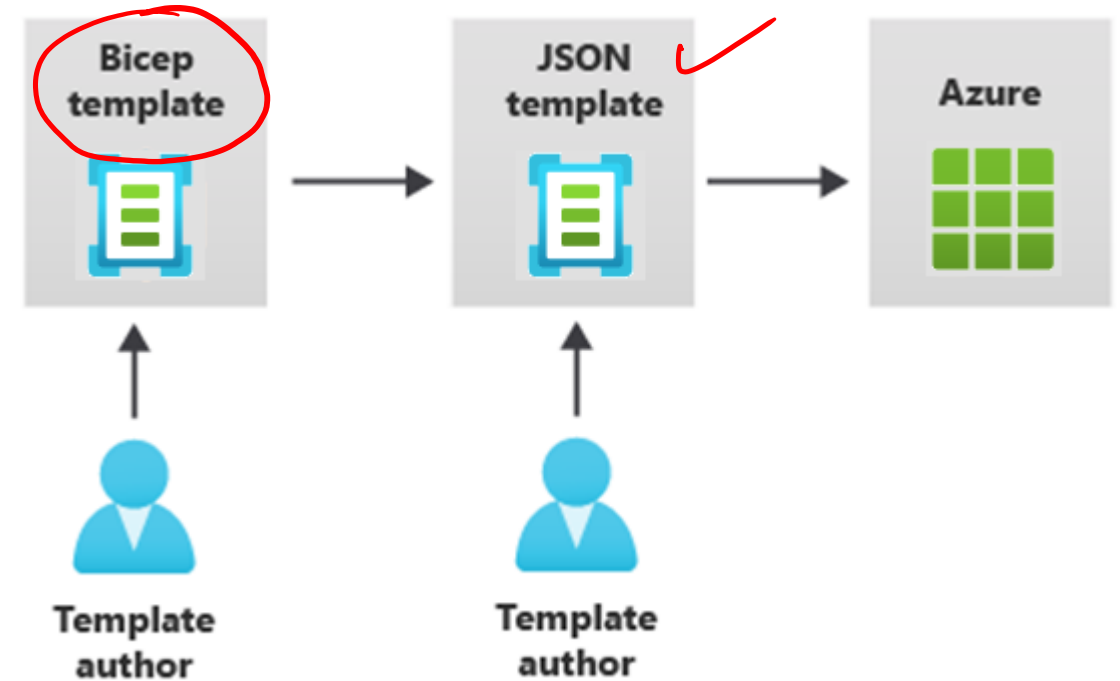 Bicep
template
JSON
template
Azure
Template
author
Template
author